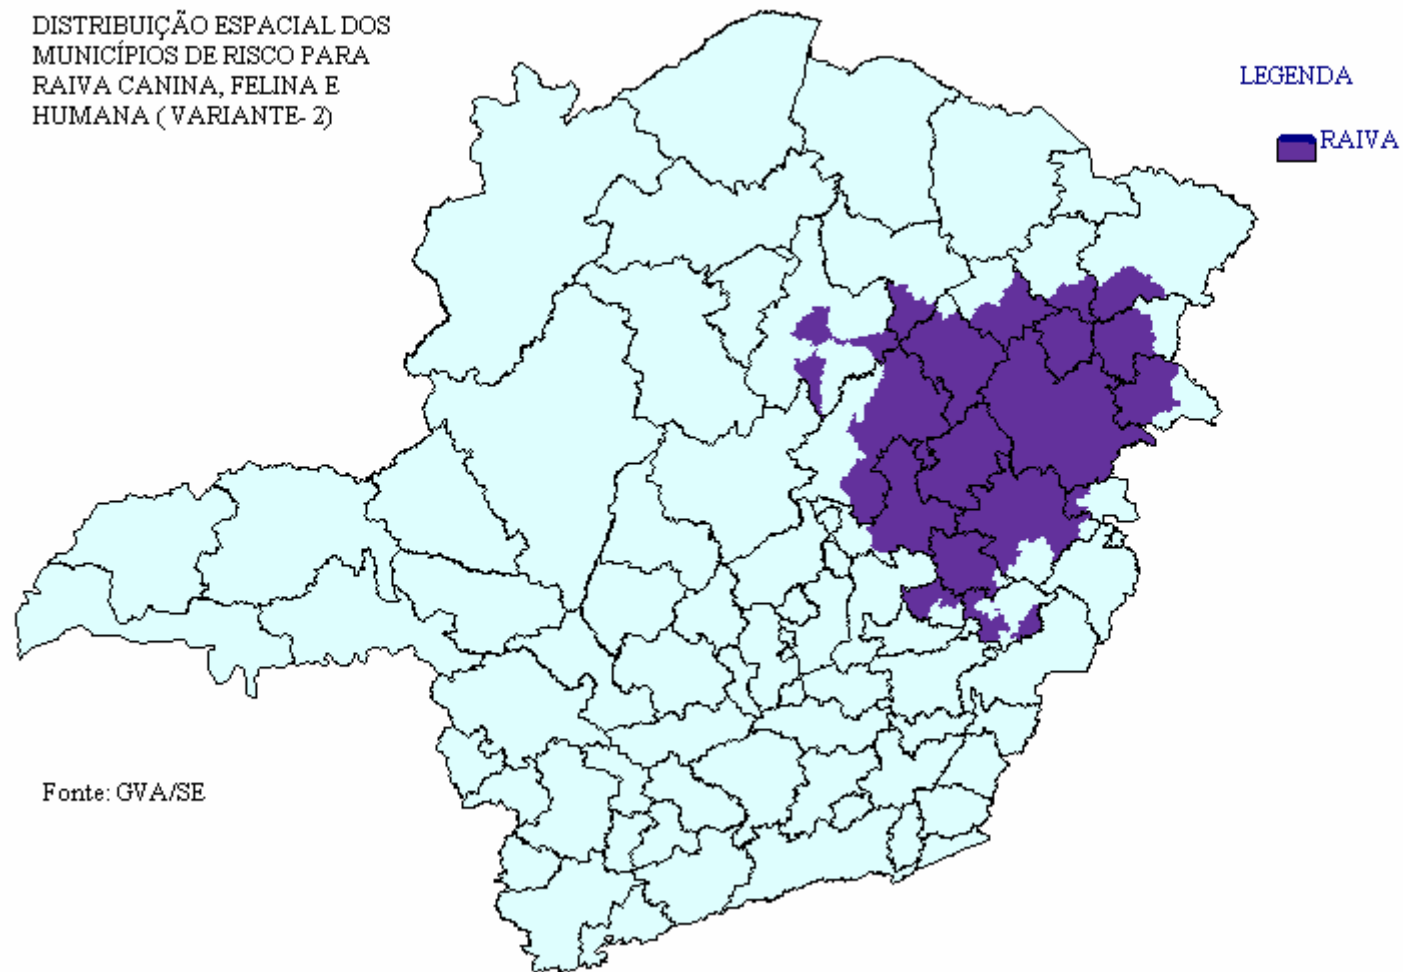 DISTRIBUIÇÃO ESPACIAL DOS
MUNICÍPIOS DE RISCO PARA
RAIVA CANINA, FELINA E
HUMANA ( VARIANTE- 2)
LEGENDA
RAIVA
Fonte: GVA/SE